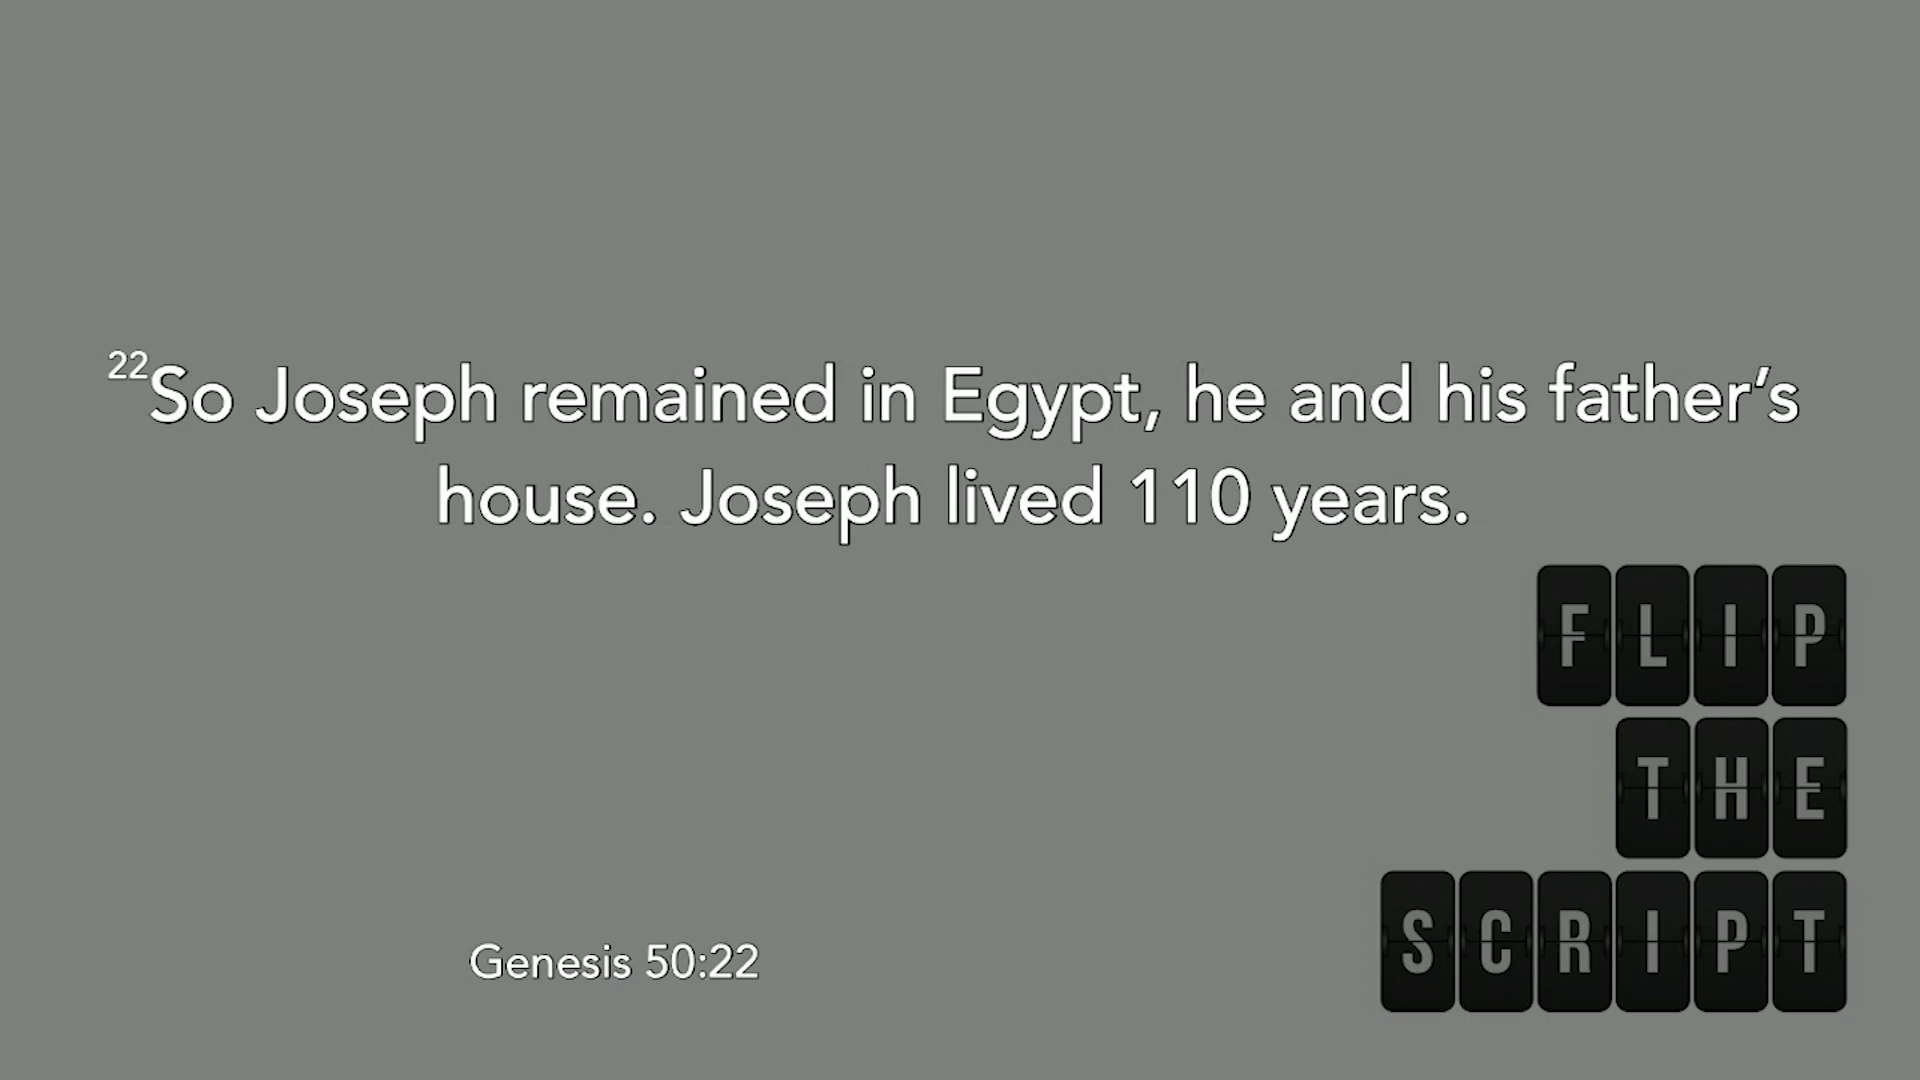 22So Joseph remained in Egypt, he and his father’s
house. Joseph lived 110 years.
FLIP
THE
SCRIPT
Genesis 50:22